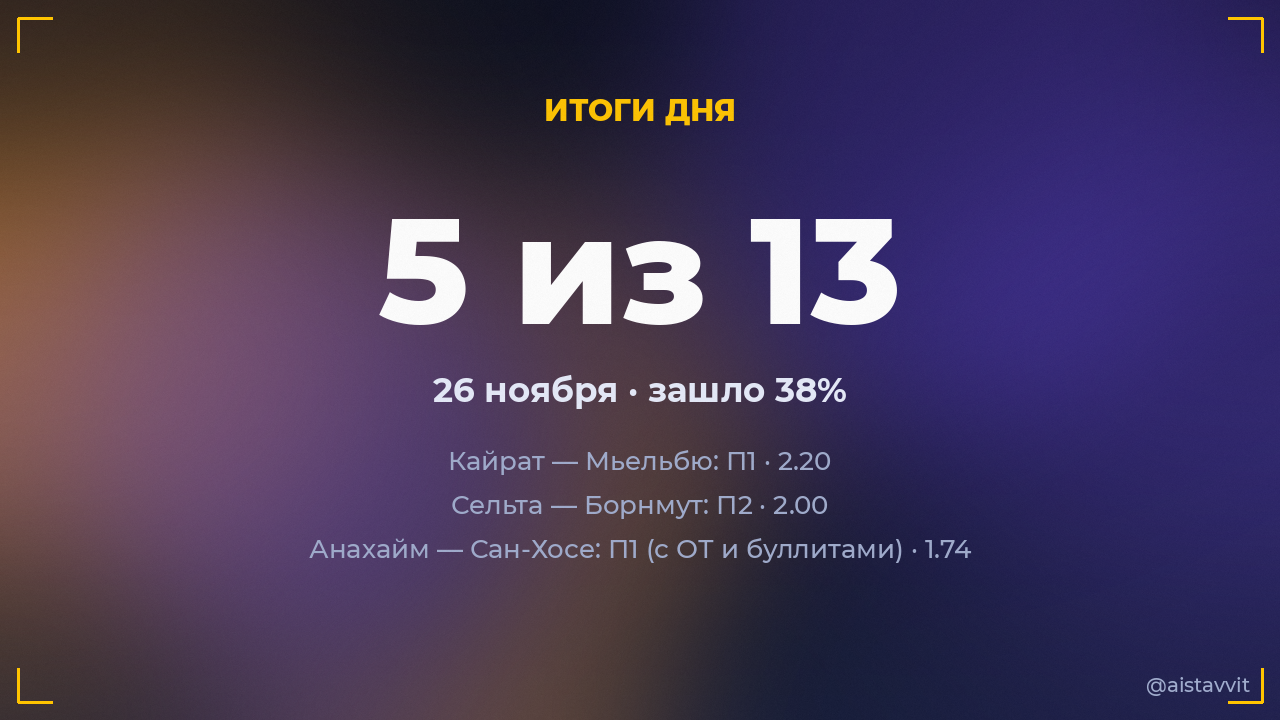 ИТОГИ ДНЯ
5 из 13
26 ноября · зашло 38%
Кайрат — Мьельбю: П1 · 2.20
Сельта — Борнмут: П2 · 2.00
Анахайм — Сан-Хосе: П1 (с ОТ и буллитами) · 1.74
@aistavvit